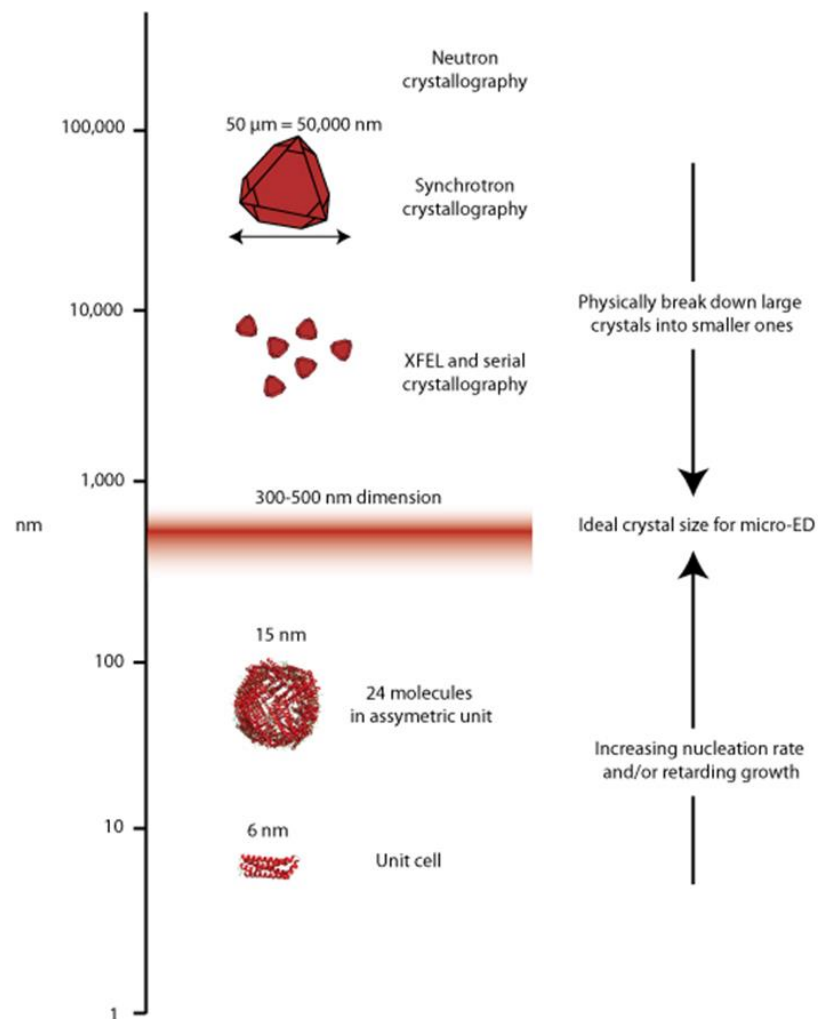 Neutron
crystallography
100,000
50 µm = 50,000 nm
Synchrotron
crystallography
10,000
Physically break down large
crystals into smaller ones
XFEL and serial
crystallography
1,000
300-500 nm dimension
nm
Ideal crystal size for micro-ED
15 nm
100
24 molecules
in assymetric unit
Increasing nucleation rate
and/or retarding growth
10
6 nm
Unit cell
1